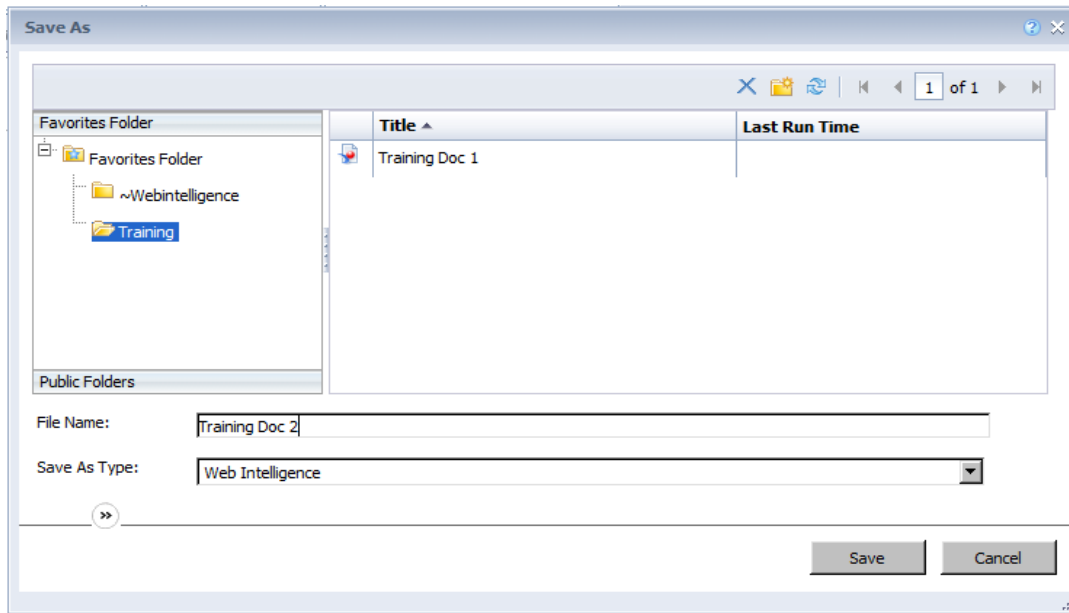 Save As
1 of 1
Favorites Folder
Title
Last Run Time
Favorites Folder
Training Doc 1
~Webintelligence
Training
Public Folders
File Name:
Training Doc 2
Save As Type:
Web Intelligence
Save
Cancel